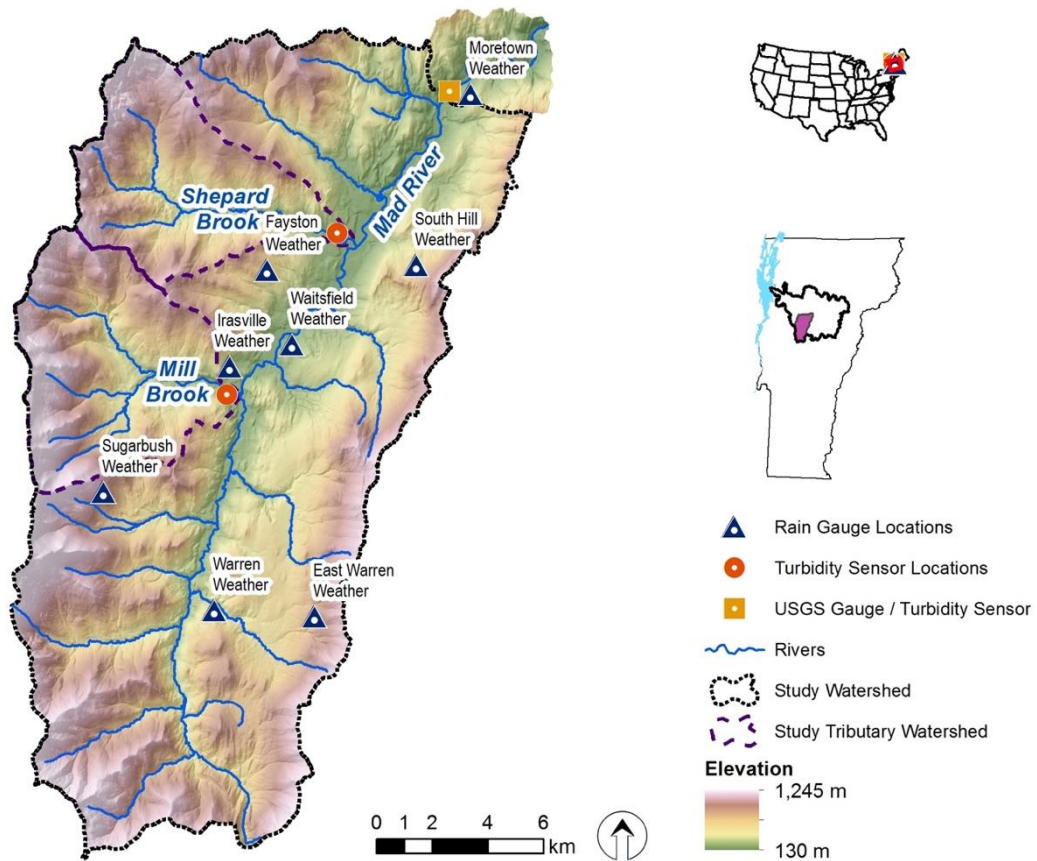 Moretown
Weather
Mad River
Shepard
Brook
Fayston
Weather
South Hill
Weather
Waitsfield
Weather
Irasville
Weather
Mill
Brook
Sugarbush
Weather
Warren
Weather
East Warren
Weather
0 1 2 4 6
km
Rain Gauge Locations
Turbidity Sensor Locations
USGS Gauge / Turbidity Sensor
Rivers
Study Watershed
Study Tributary Watershed
Elevation
1,245 m
130 m